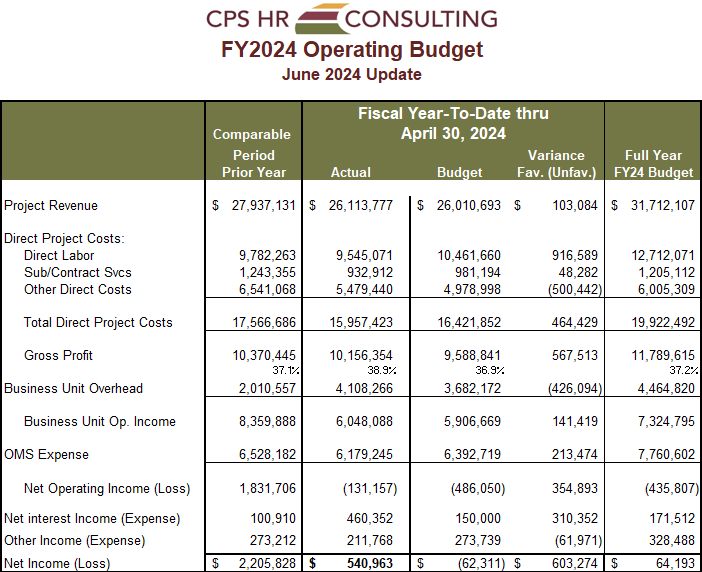 CPS HR CONSULTING
FY2024 Operating Budget
June 2024 Update
Fiscal Year-To-Date thru
Comparable April 30, 2024
Period Variance Full Year
Prior Year Actual Budget Fav. (Unfav.) FY24 Budget
Project Revenue $ 27,937,131 $ 26,113,777 $ 26,010,693 $ 103,084 $ 31,712,107
Direct Project Costs:
Direct Labor 9,782,263 9,545,071 10,461,660 916,589 12,712,071
Sub/Contract Svcs 1,243,355 932,912 981,194 48,282 1,205,112
Other Direct Costs 6,541,068 5,479,440 4,978,998 (500,442) 6,005,309
Total Direct Project Costs 17,566,686 15,957,423 16,421,852 464,429 19,922,492
Gross Profit 10,370,445 10,156,354 9,588,841 567,513 11,789,615
37.1% 38.9% 36.9% 37.2%
Business Unit Overhead 2,010,557 4,108,266 3,682,172 (426,094) 4,464,820
Business Unit Op. Income 8,359,888 6,048,088 5,906,669 141,419 7,324,795
OMS Expense 6,528,182 6,179,245 6,392,719 213,474 7,760,602
Net Operating Income (Loss) 1,831,706 (131,157) (486,050) 354,893 (435,807)
Net interest Income (Expense) 100,910 460,352 150,000 310,352 171,512
Other Income (Expense) 273,212 211,768 273,739 (61,971) 328,488
Net Income (Loss) $ 2,205,828 $ 540,963 $ (62,311) $ 603,274 $ 64,193